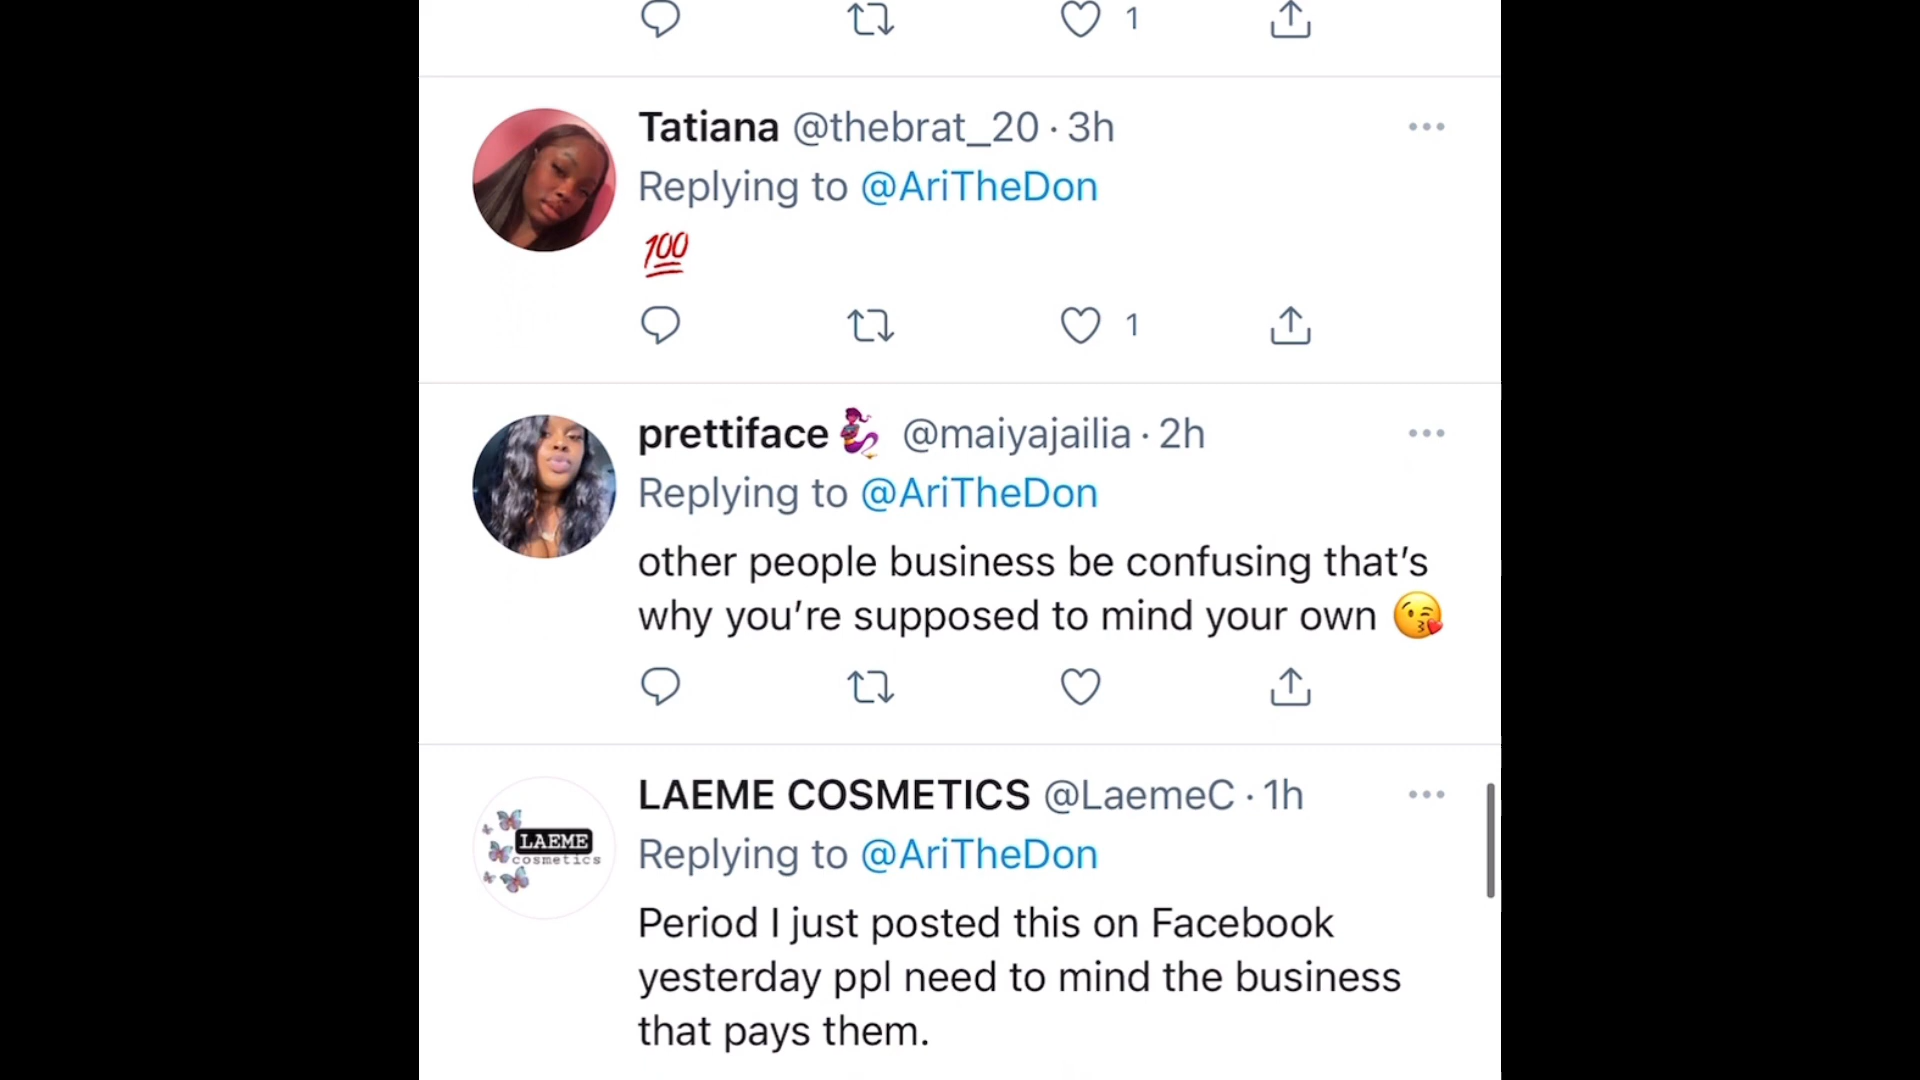 1
Tatiana @thebrat_20 · 3h
Replying to @AriTheDon
💯
1
prettiface🧞‍♀️ @maiyajailia · 2h
Replying to @AriTheDon
other people business be confusing that’s
why you’re supposed to mind your own 😘
LAEME COSMETICS @LaemeC · 1h
LAEME
cosmetics
Replying to @AriTheDon
Period I just posted this on Facebook
yesterday ppl need to mind the business
that pays them.